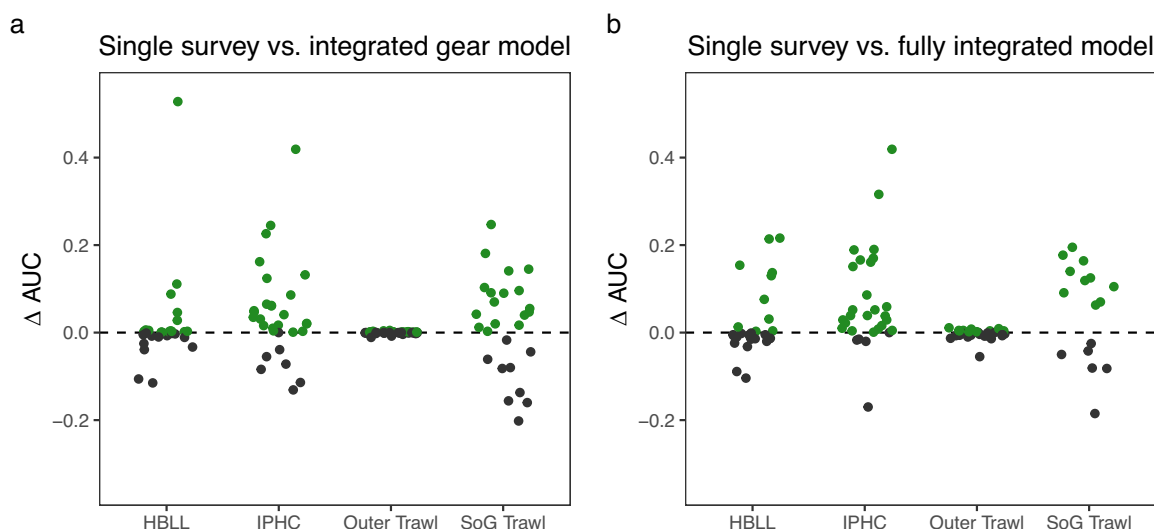 a
Single survey vs. integrated gear model
Δ AUC
0.4
0.2
0.0
−0.2
HBLL
IPHC
Outer Trawl
SoG Trawl
b
Single survey vs. fully integrated model
Δ AUC
0.4
0.2
0.0
−0.2
HBLL
IPHC
Outer Trawl
SoG Trawl